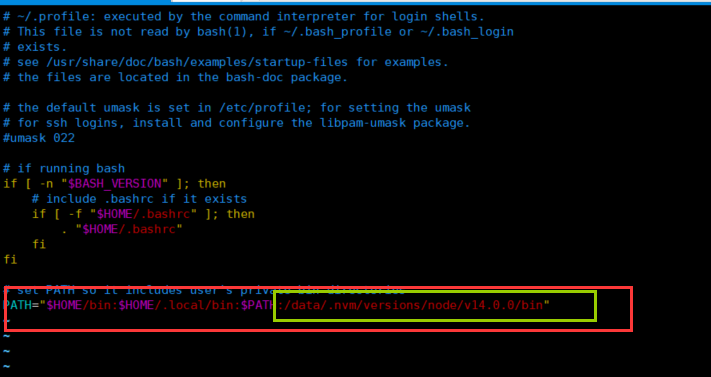 # ~/.profile: executed by the command interpreter for login shells.
# This file is not read by bash(1), if ~/.bash_profile or ~/.bash_login
# exists.
# see /usr/share/doc/bash/examples/startup-files for examples.
# the files are located in the bash-doc package.

# the default umask is set in /etc/profile; for setting the umask
# for ssh logins, install and configure the libpam-umask package.
#umask 022

# if running bash
if [ -n "$BASH_VERSION" ]; then
    # include .bashrc if it exists
    if [ -f "$HOME/.bashrc" ]; then
        . "$HOME/.bashrc"
    fi
fi

# set PATH so it includes user's private bin directories
PATH="$HOME/bin:$HOME/.local/bin:$PATH:/data/.nvm/versions/node/v14.0.0/bin"
~
~
~
~